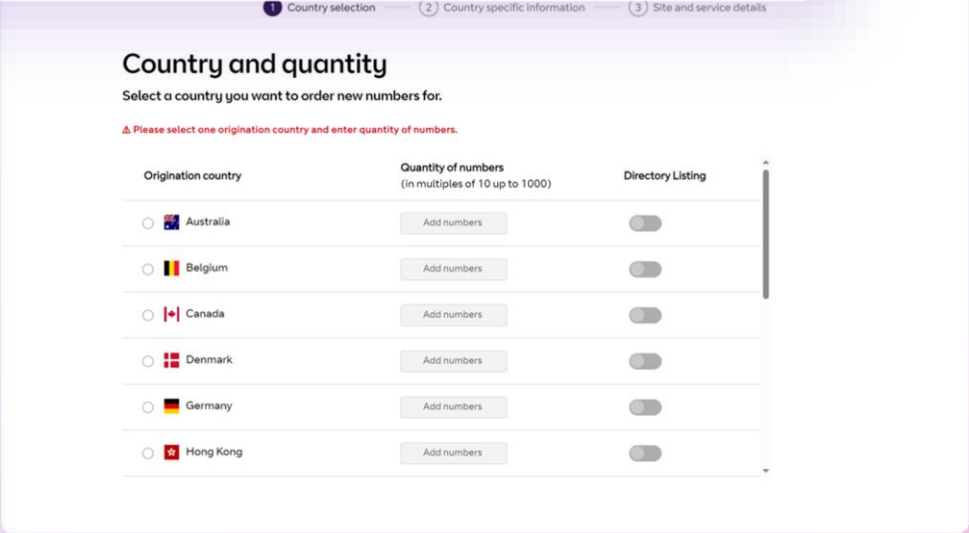 1 Country selection 2 Country specific information 3 Site and service details
Country and quantity
Select a country you want to order new numbers for.
⚠ Please select one origination country and enter quantity of numbers.
Origination country Quantity of numbers Directory Listing
(in multiples of 10 up to 1000)
Australia Add numbers
Belgium Add numbers
Canada Add numbers
Denmark Add numbers
Germany Add numbers
Hong Kong Add numbers